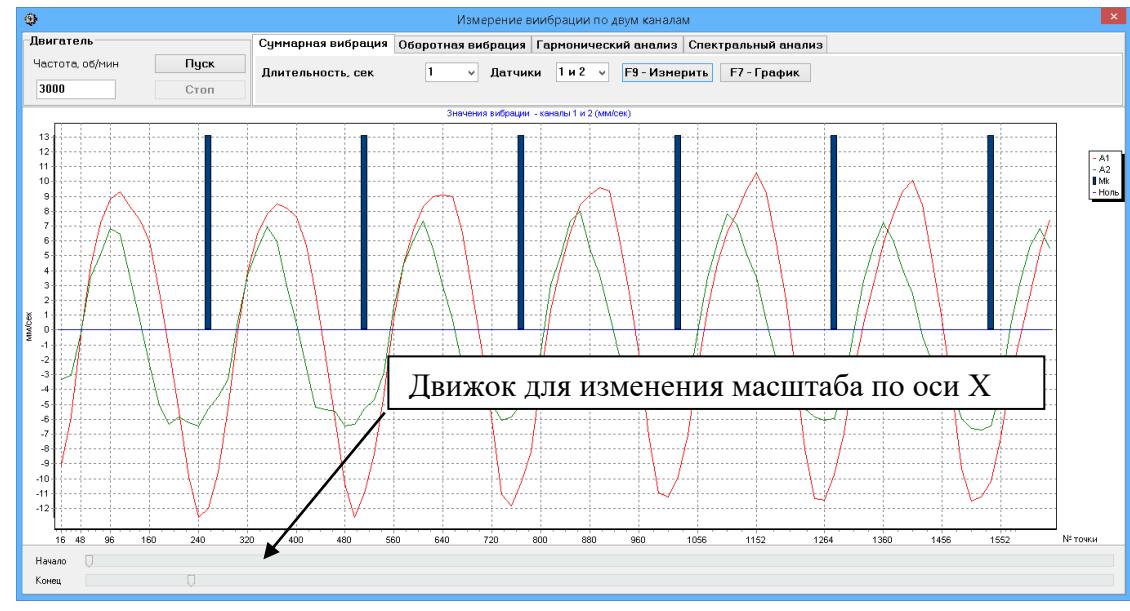 Измерение виибрации по двум каналам
Двигатель
Частота, об/мин
Пуск
3000
Стоп
Суммарная вибрация Оборотная вибрация Гармонический анализ Спектральный анализ
Длительность, сек 1 Датчики 1 и 2 F9 - Измерить F7 - График
Значения вибрации - каналы 1 и 2 (мм/сек)
13
12
11
10
9
8
7
6
5
4
3
2
1
0
-1
-2
-3
-4
-5
-6
-7
-8
-9
-10
-11
-12
мм/сек
A1
A2
Mk
Ноль
Движок для изменения масштаба по оси X
16 48 96 160 240 320 400 480 560 640 720 800 880 960 1056 1152 1264 1360 1456 1552 № точки
Начало
Конец